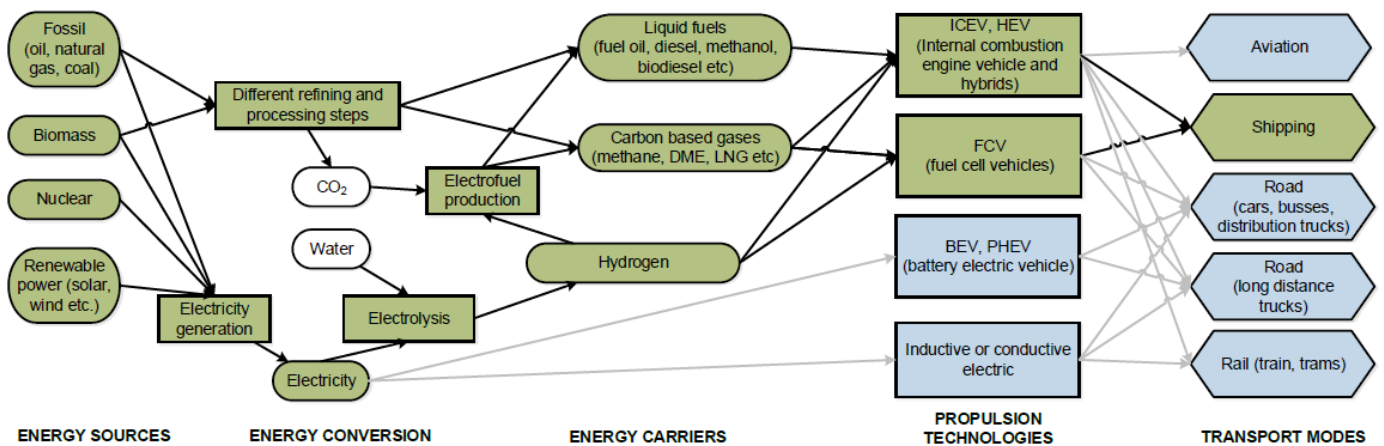 Fossil
(oil, natural
gas, coal)
Biomass
Nuclear
Renewable
power (solar,
wind etc.)
Different refining and
processing steps
CO₂
Water
Electricity
generation
Electrolysis
Electricity
Electrofuel
production
Liquid fuels
(fuel oil, diesel, methanol,
biodiesel etc)
Carbon based gases
(methane, DME, LNG etc)
Hydrogen
ICEV, HEV
(Internal combustion
engine vehicle and
hybrids)
FCV
(fuel cell vehicles)
BEV, PHEV
(battery electric vehicle)
Inductive or conductive
electric
Aviation
Shipping
Road
(cars, busses,
distribution trucks)
Road
(long distance
trucks)
Rail (train, trams)
ENERGY SOURCES
ENERGY CONVERSION
ENERGY CARRIERS
PROPULSION
TECHNOLOGIES
TRANSPORT MODES